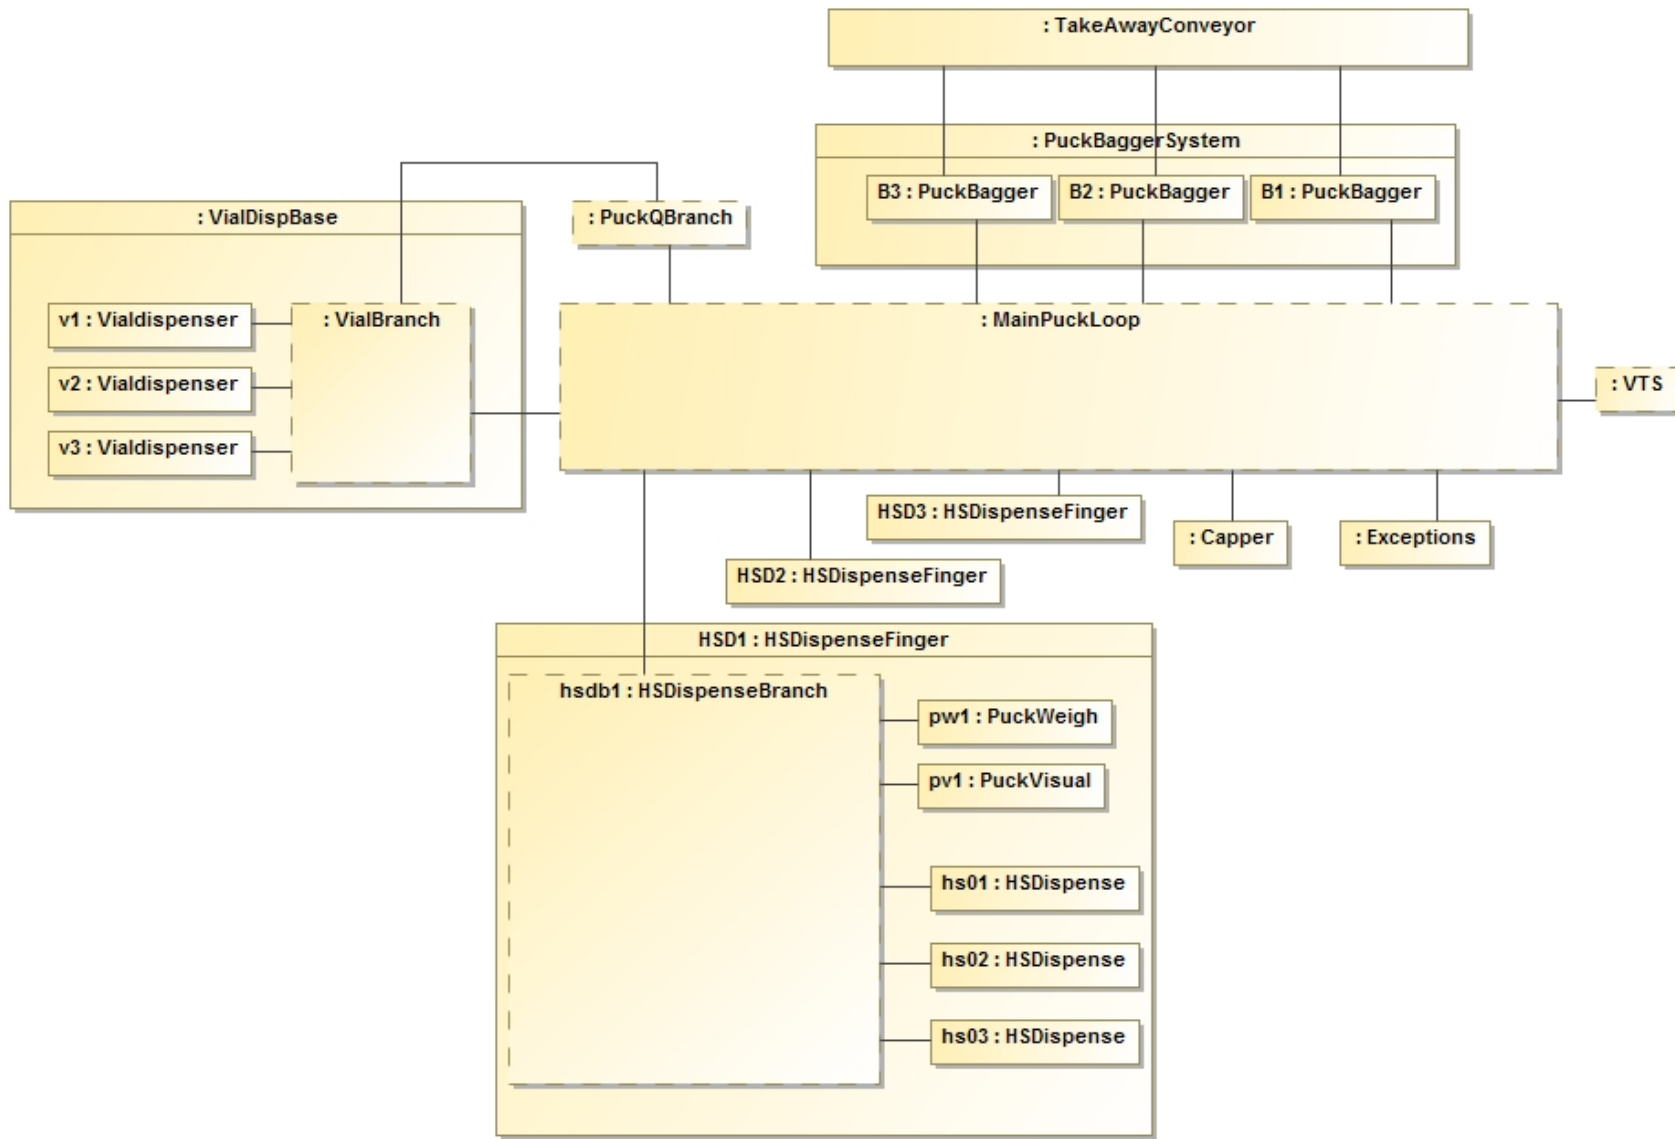 : TakeAwayConveyor
: PuckBaggerSystem
B3 : PuckBagger
B2 : PuckBagger
B1 : PuckBagger
: VialDispBase
: PuckQBranch
v1 : Vialdispenser
: VialBranch
: MainPuckLoop
v2 : Vialdispenser
: VTS
v3 : Vialdispenser
HSD3 : HSDispenseFinger
: Capper
: Exceptions
HSD2 : HSDispenseFinger
HSD1 : HSDispenseFinger
hsdb1 : HSDispenseBranch
pw1 : PuckWeigh
pv1 : PuckVisual
hs01 : HSDispense
hs02 : HSDispense
hs03 : HSDispense